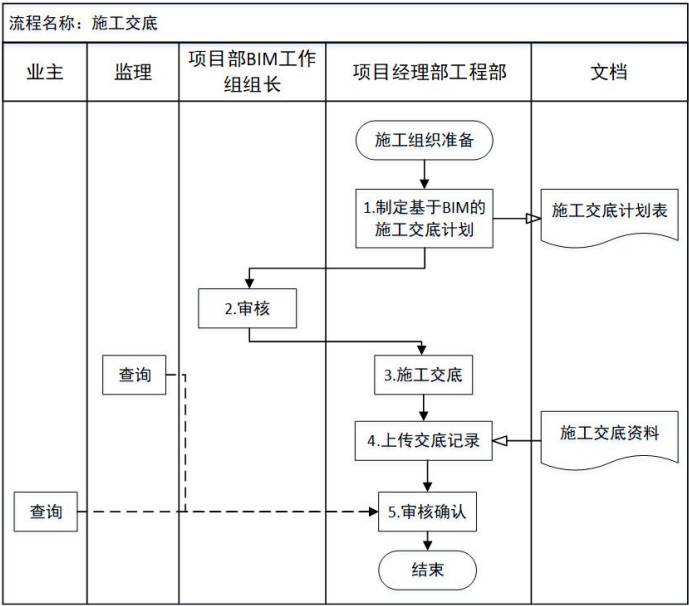 流程名称：施工交底
业主
监理
项目部BIM工作
组组长
项目经理部工程部
文档
施工组织准备
1.制定基于BIM的
施工交底计划
施工交底计划表
2.审核
查询
3.施工交底
4.上传交底记录
施工交底资料
查询
5.审核确认
结束